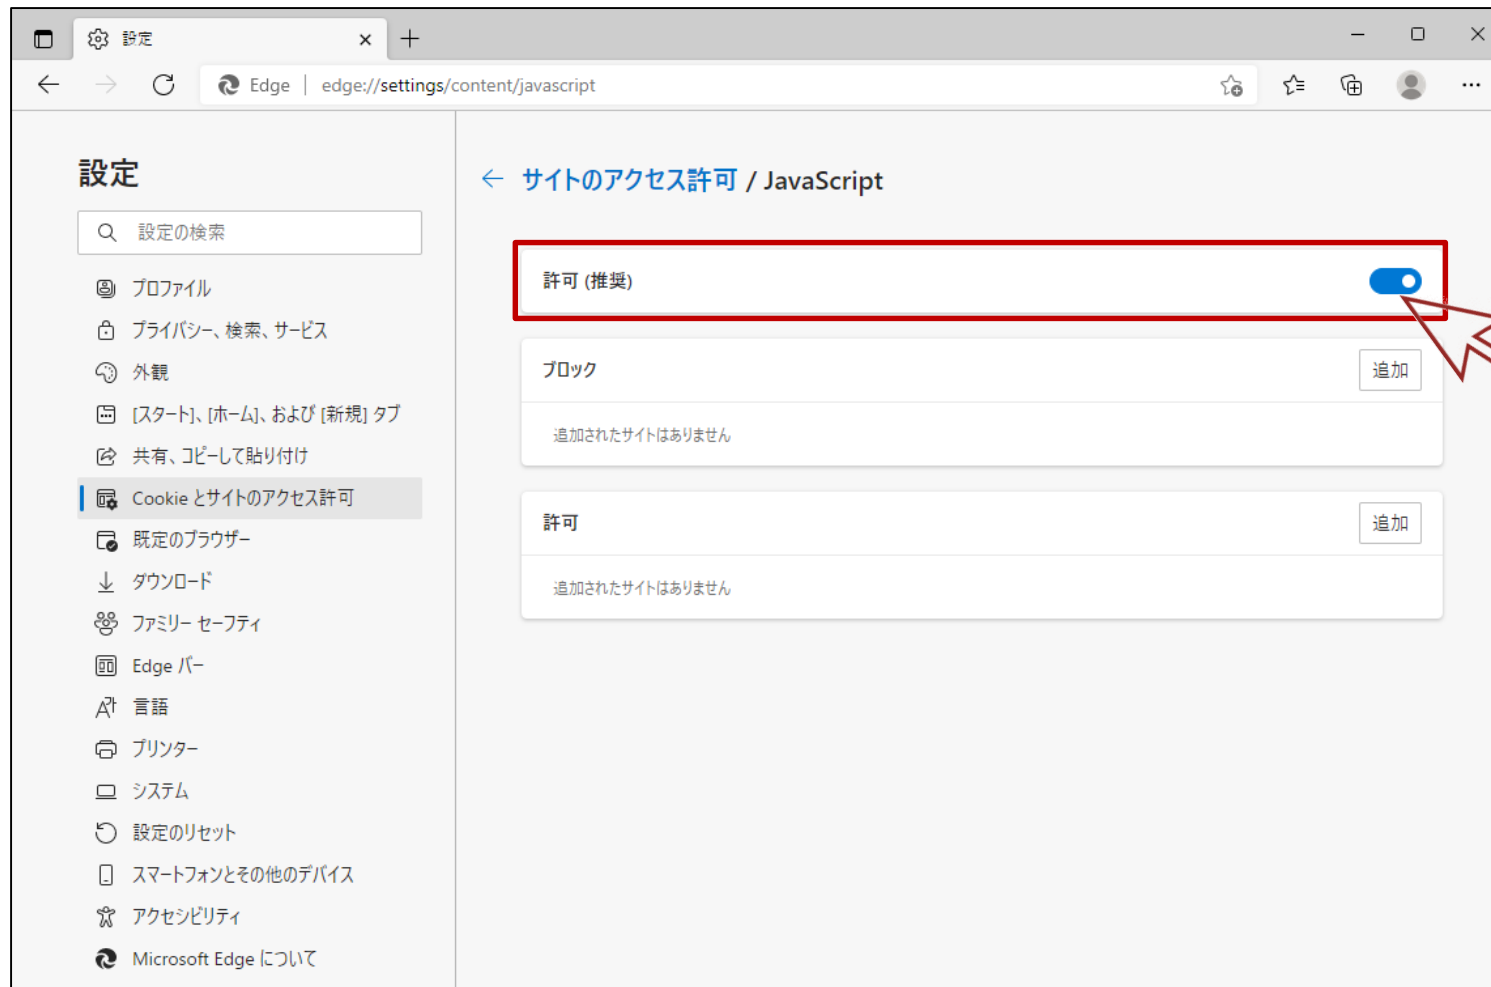 設定
Edge | edge://settings/content/javascript
設定
設定の検索
プロファイル
プライバシー、検索、サービス
外観
[スタート]、[ホーム]、および [新規] タブ
共有、コピーして貼り付け
Cookie とサイトのアクセス許可
既定のブラウザー
ダウンロード
ファミリー セーフティ
Edge バー
言語
プリンター
システム
設定のリセット
スマートフォンとその他のデバイス
アクセシビリティ
Microsoft Edge について
サイトのアクセス許可 / JavaScript
許可 (推奨)
ブロック
追加
追加されたサイトはありません
許可
追加
追加されたサイトはありません